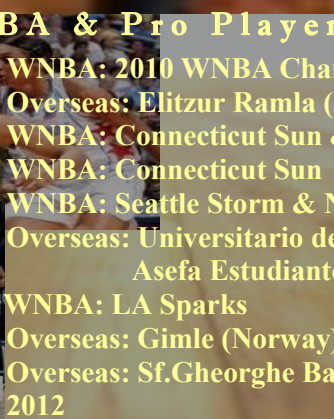 BA & Pro Player
WNBA: 2010 WNBA Cha
Overseas: Elitzur Ramla (
WNBA: Connecticut Sun &
WNBA: Connecticut Sun
WNBA: Seattle Storm &
Overseas: Universitario de
Asefa Estudiante
WNBA: LA Sparks
Overseas: Gimle (Norway)
Overseas: Sf.Gheorghe Ba
2012